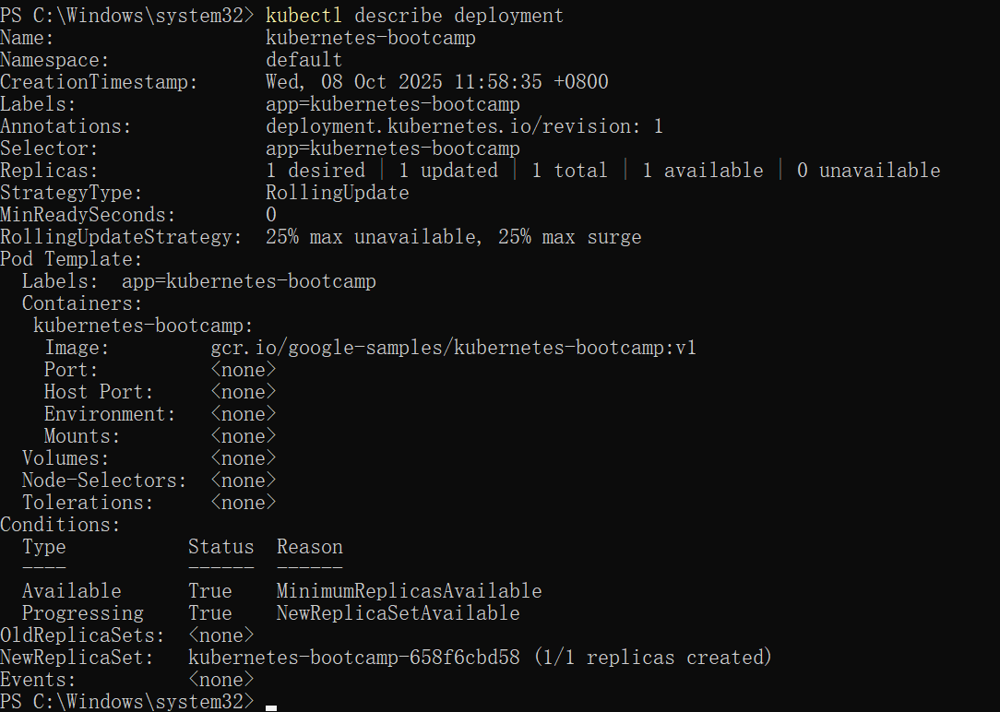 PS C:\Windows\system32> kubectl describe deployment
Name:                   kubernetes-bootcamp
Namespace:              default
CreationTimestamp:      Wed, 08 Oct 2025 11:58:35 +0800
Labels:                 app=kubernetes-bootcamp
Annotations:            deployment.kubernetes.io/revision: 1
Selector:               app=kubernetes-bootcamp
Replicas:               1 desired | 1 updated | 1 total | 1 available | 0 unavailable
StrategyType:           RollingUpdate
MinReadySeconds:        0
RollingUpdateStrategy:  25% max unavailable, 25% max surge
Pod Template:
  Labels:  app=kubernetes-bootcamp
  Containers:
   kubernetes-bootcamp:
    Image:         gcr.io/google-samples/kubernetes-bootcamp:v1
    Port:          <none>
    Host Port:     <none>
    Environment:   <none>
    Mounts:        <none>
  Volumes:         <none>
  Node-Selectors:  <none>
  Tolerations:     <none>
Conditions:
  Type           Status  Reason
  ----           ------  ------
  Available      True    MinimumReplicasAvailable
  Progressing    True    NewReplicaSetAvailable
OldReplicaSets:  <none>
NewReplicaSet:   kubernetes-bootcamp-658f6cbd58 (1/1 replicas created)
Events:          <none>
PS C:\Windows\system32>